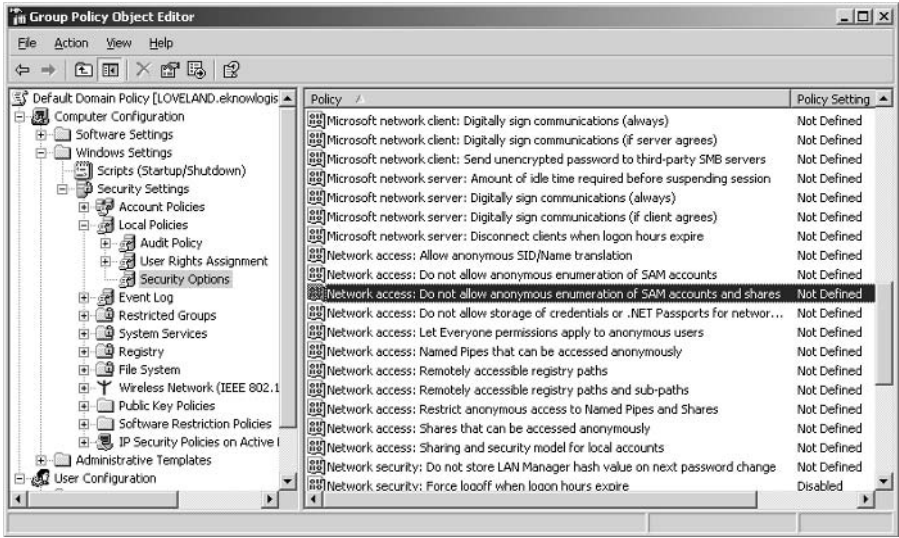 Group Policy Object Editor
File Action View Help
Default Domain Policy [LOVELAND.eknowlogis
Computer Configuration
Software Settings
Windows Settings
Scripts (Startup/Shutdown)
Security Settings
Account Policies
Local Policies
Audit Policy
User Rights Assignment
Security Options
Event Log
Restricted Groups
System Services
Registry
File System
Wireless Network (IEEE 802.1
Public Key Policies
Software Restriction Policies
IP Security Policies on Active
Administrative Templates
User Configuration
Policy Policy Setting
Microsoft network client: Digitally sign communications (always) Not Defined
Microsoft network client: Digitally sign communications (if server agrees) Not Defined
Microsoft network client: Send unencrypted password to third-party SMB servers Not Defined
Microsoft network server: Amount of idle time required before suspending session Not Defined
Microsoft network server: Digitally sign communications (always) Not Defined
Microsoft network server: Digitally sign communications (if client agrees) Not Defined
Microsoft network server: Disconnect clients when logon hours expire Not Defined
Network access: Allow anonymous SID/Name translation Not Defined
Network access: Do not allow anonymous enumeration of SAM accounts Not Defined
Network access: Do not allow anonymous enumeration of SAM accounts and shares Not Defined
Network access: Do not allow storage of credentials or .NET Passports for networ... Not Defined
Network access: Let Everyone permissions apply to anonymous users Not Defined
Network access: Named Pipes that can be accessed anonymously Not Defined
Network access: Remotely accessible registry paths Not Defined
Network access: Remotely accessible registry paths and sub-paths Not Defined
Network access: Restrict anonymous access to Named Pipes and Shares Not Defined
Network access: Shares that can be accessed anonymously Not Defined
Network access: Sharing and security model for local accounts Not Defined
Network security: Do not store LAN Manager hash value on next password change Not Defined
Network security: Force logoff when logon hours expire Disabled